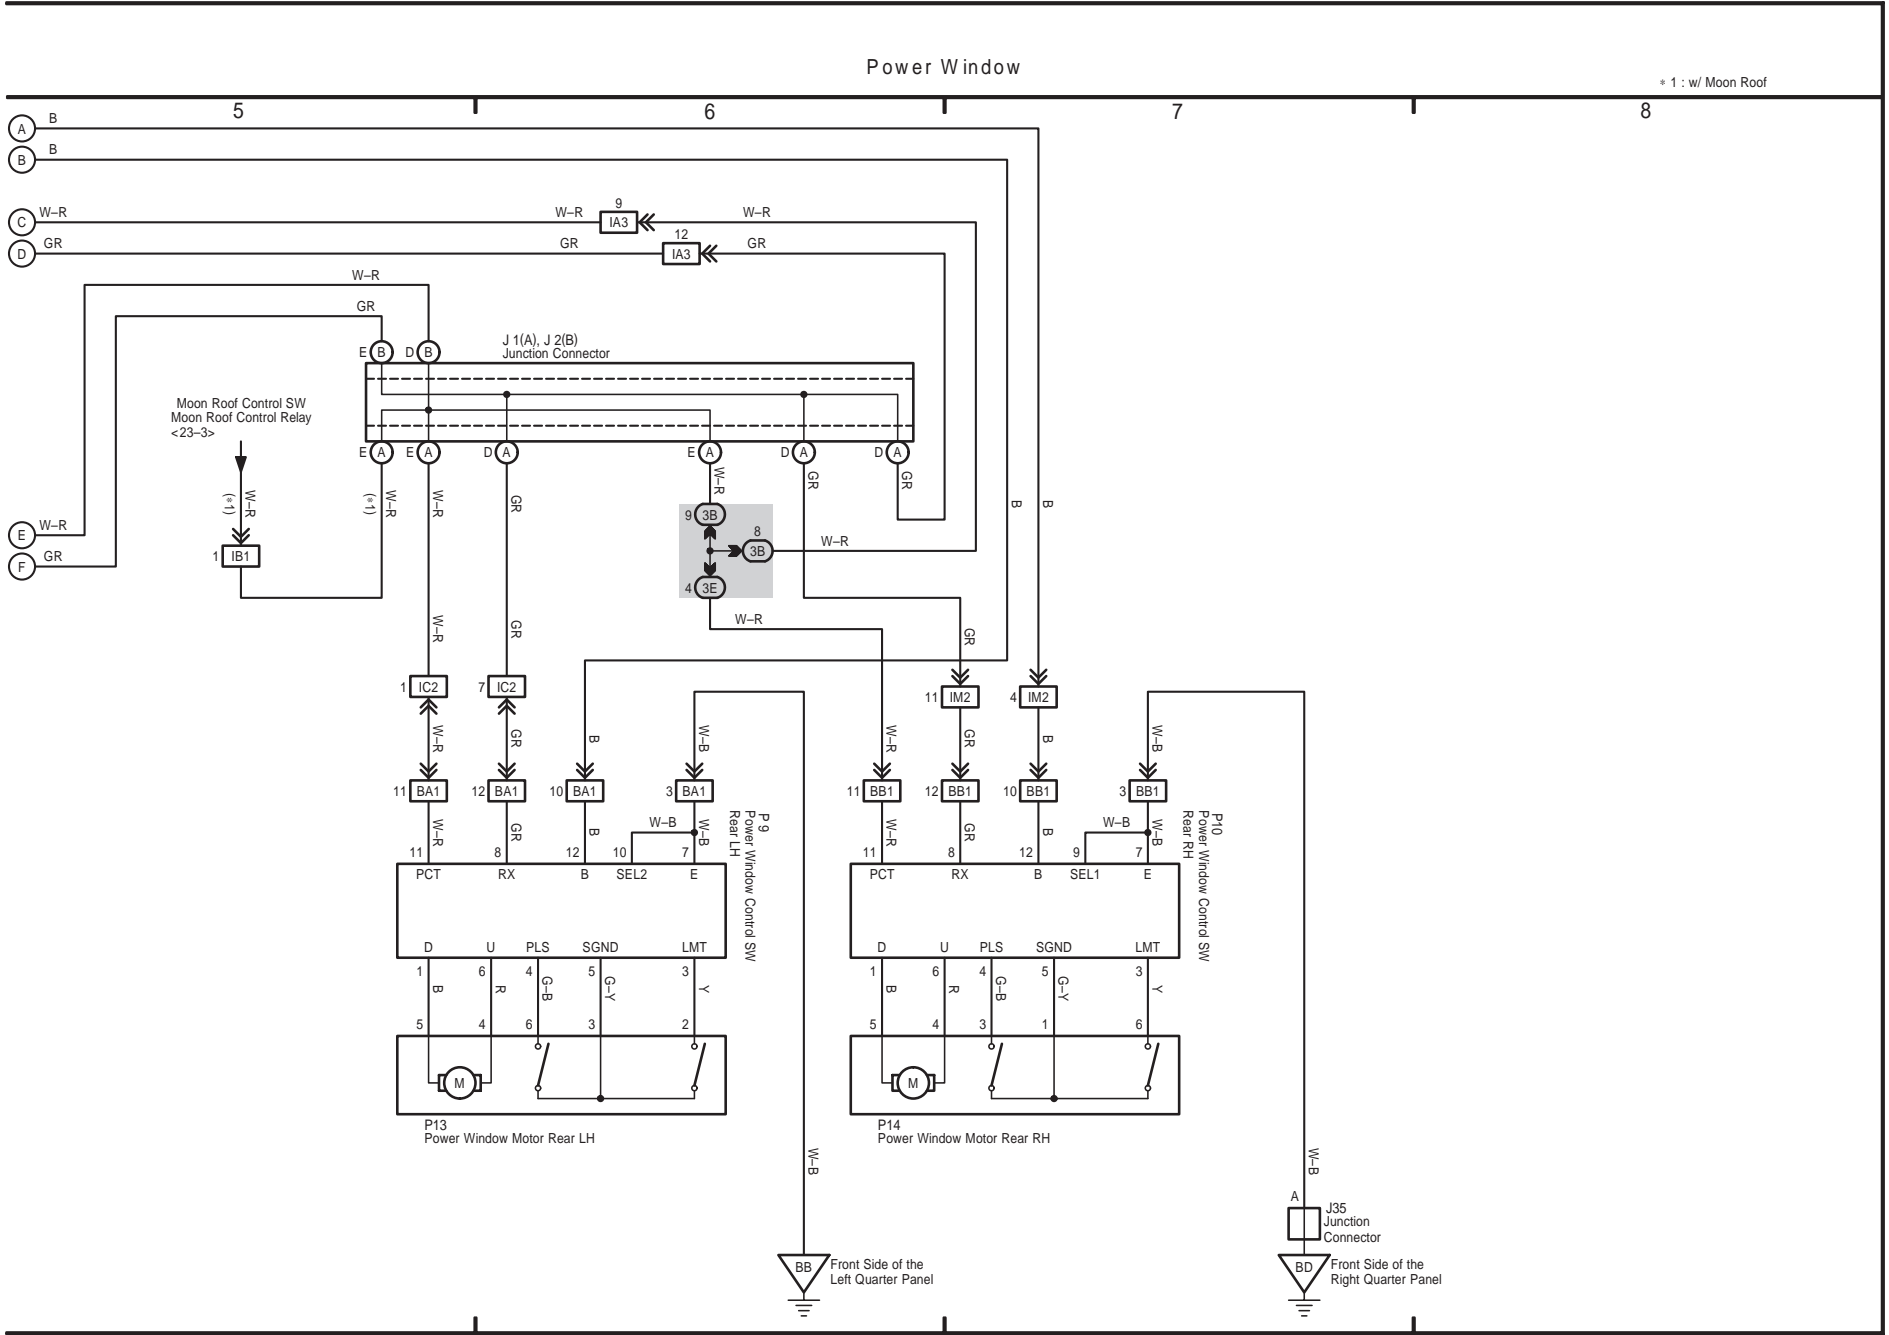 Power Window
* 1 : w/ Moon Roof
5 6 7 8
A B
B B
C W–R W–R 9 IA3 W–R
D GR GR 12 IA3 GR
W–R
GR
J 1(A), J 2(B)
Junction Connector
E B D B
Moon Roof Control SW
Moon Roof Control Relay
<23–3>
E A E A D A E A D A D A
W–R (*1) W–R (*1) W–R GR W–R GR GR B B
9 3B
8
3B W–R
4 3E
E W–R
F GR
1 IB1
W–R GR W–R GR
1 IC2 7 IC2 11 IM2 4 IM2
W–R GR B W–B W–R GR B W–B
11 BA1 12 BA1 10 BA1 3 BA1 11 BB1 12 BB1 10 BB1 3 BB1
W–R GR B W–B W–B W–R GR B W–B W–B
P 9
Power Window Control SW
Rear LH
P10
Power Window Control SW
Rear RH
11 8 12 10 7 11 8 12 9 7
PCT RX B SEL2 E PCT RX B SEL1 E
D U PLS SGND LMT D U PLS SGND LMT
1 6 4 5 3 1 6 4 5 3
B R G–B G–Y Y B R G–B G–Y Y
5 4 6 3 2 5 4 3 1 6
M M
P13
Power Window Motor Rear LH
P14
Power Window Motor Rear RH
W–B W–B
A
J35
Junction
Connector
BB Front Side of the
Left Quarter Panel
BD Front Side of the
Right Quarter Panel